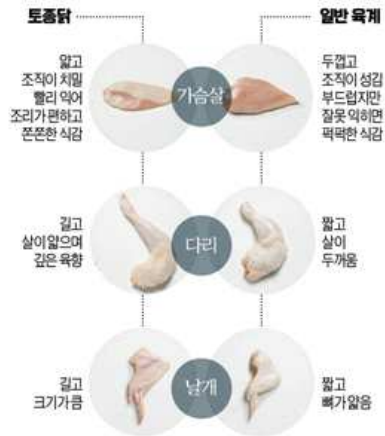 토종닭
일반 육계
얇고
조직이 치밀
빨리 익어
조리가 편하고
쫀쫀한 식감
가슴살
두껍고
조직이 성김
부드럽지만
잘못 익히면
퍽퍽한 식감
길고
살이 얇으며
깊은 육향
다리
짧고
살이
두꺼움
길고
크기가 큼
날개
짧고
뼈가 얇음